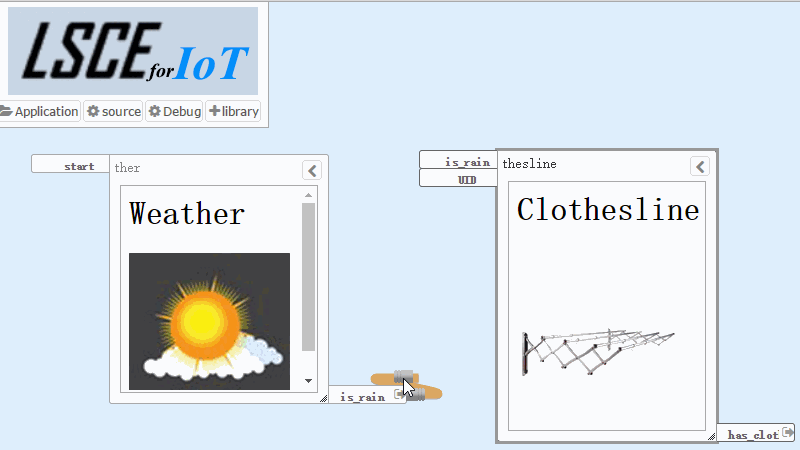 LSCE for IoT
Application source Debug library
start
ther
Weather
is_rain
is_rain
UID
thesline
Clothesline
has_clot